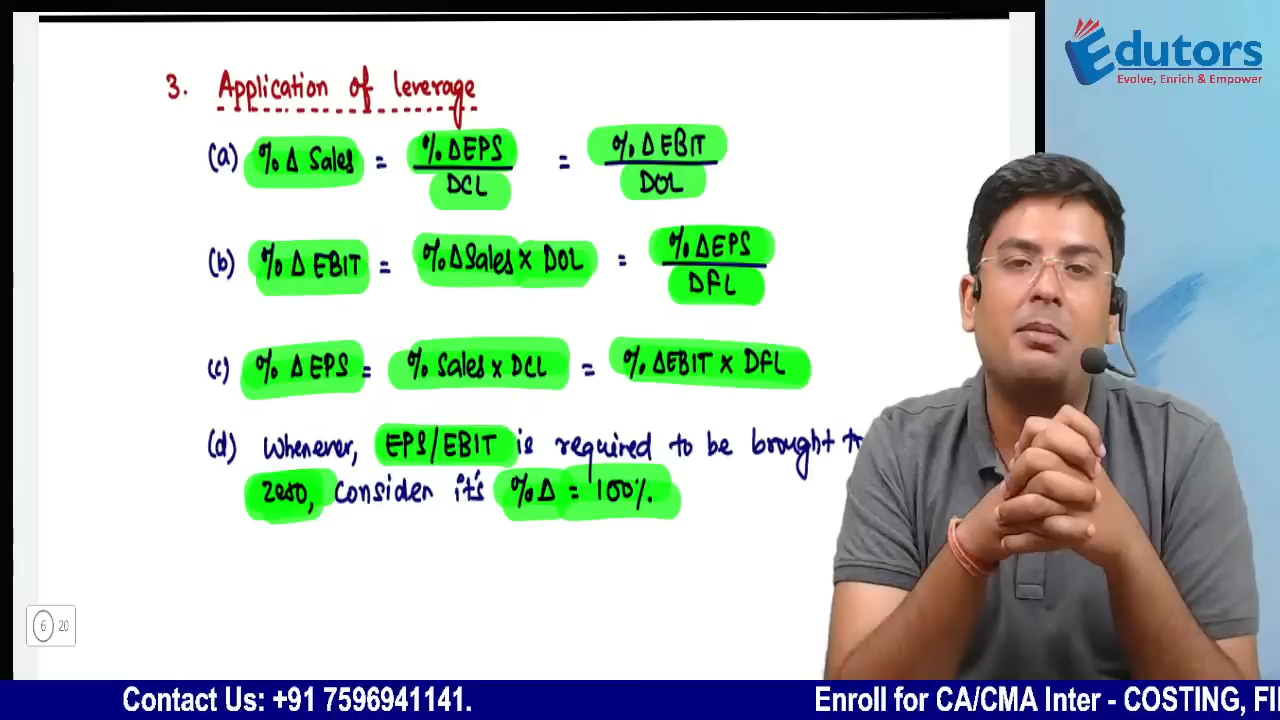 Edutors
Evolve, Enrich & Empower
3. Application of leverage
(a) % Δ Sales = % ΔEPS / DCL = % Δ EBIT / DOL
(b) % Δ EBIT = % ΔSales × DOL = % ΔEPS / DFL
(c) % Δ EPS = % Sales × DCL = % ΔEBIT × DFL
(d) Whenever, EPS/EBIT is required to be brought
zero, consider it's % Δ = 100%.
6 20
Contact Us: +91 7596941141. Enroll for CA/CMA Inter - COSTING,